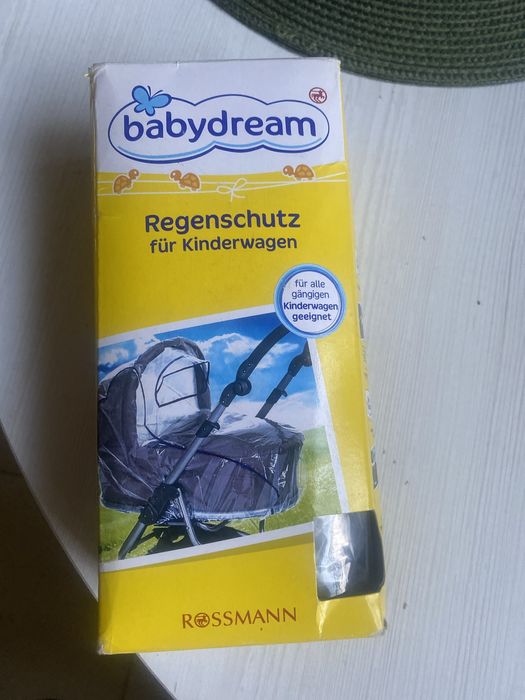 babydream
Regenschutz
für Kinderwagen
für alle
gängigen
Kinderwagen
geeignet
ROSSMANN